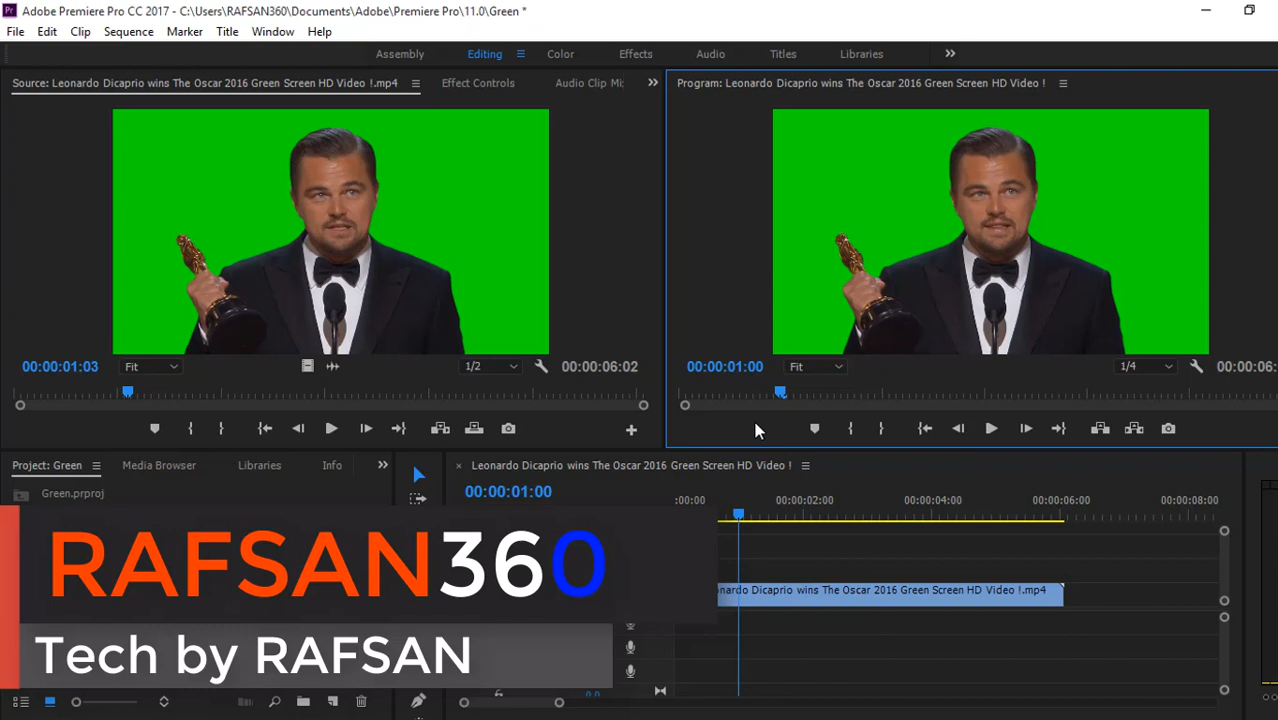 Adobe Premiere Pro CC 2017 - C:\Users\RAFSAN360\Documents\Adobe\Premiere Pro\11.0\Green *
File Edit Clip Sequence Marker Title Window Help
Assembly Editing Color Effects Audio Titles Libraries
Source: Leonardo Dicaprio wins The Oscar 2016 Green Screen HD Video !.mp4 Effect Controls Audio Clip Mi:
Program: Leonardo Dicaprio wins The Oscar 2016 Green Screen HD Video !
00:00:01:03 Fit 1/2 00:00:06:02
00:00:01:00 Fit 1/4 00:00:06:
Project: Green Media Browser Libraries Info
Green.prproj
× Leonardo Dicaprio wins The Oscar 2016 Green Screen HD Video !
00:00:01:00
:00:00 00:00:02:00 00:00:04:00 00:00:06:00 00:00:08:00
nardo Dicaprio wins The Oscar 2016 Green Screen HD Video !.mp4
RAFSAN360
Tech by RAFSAN